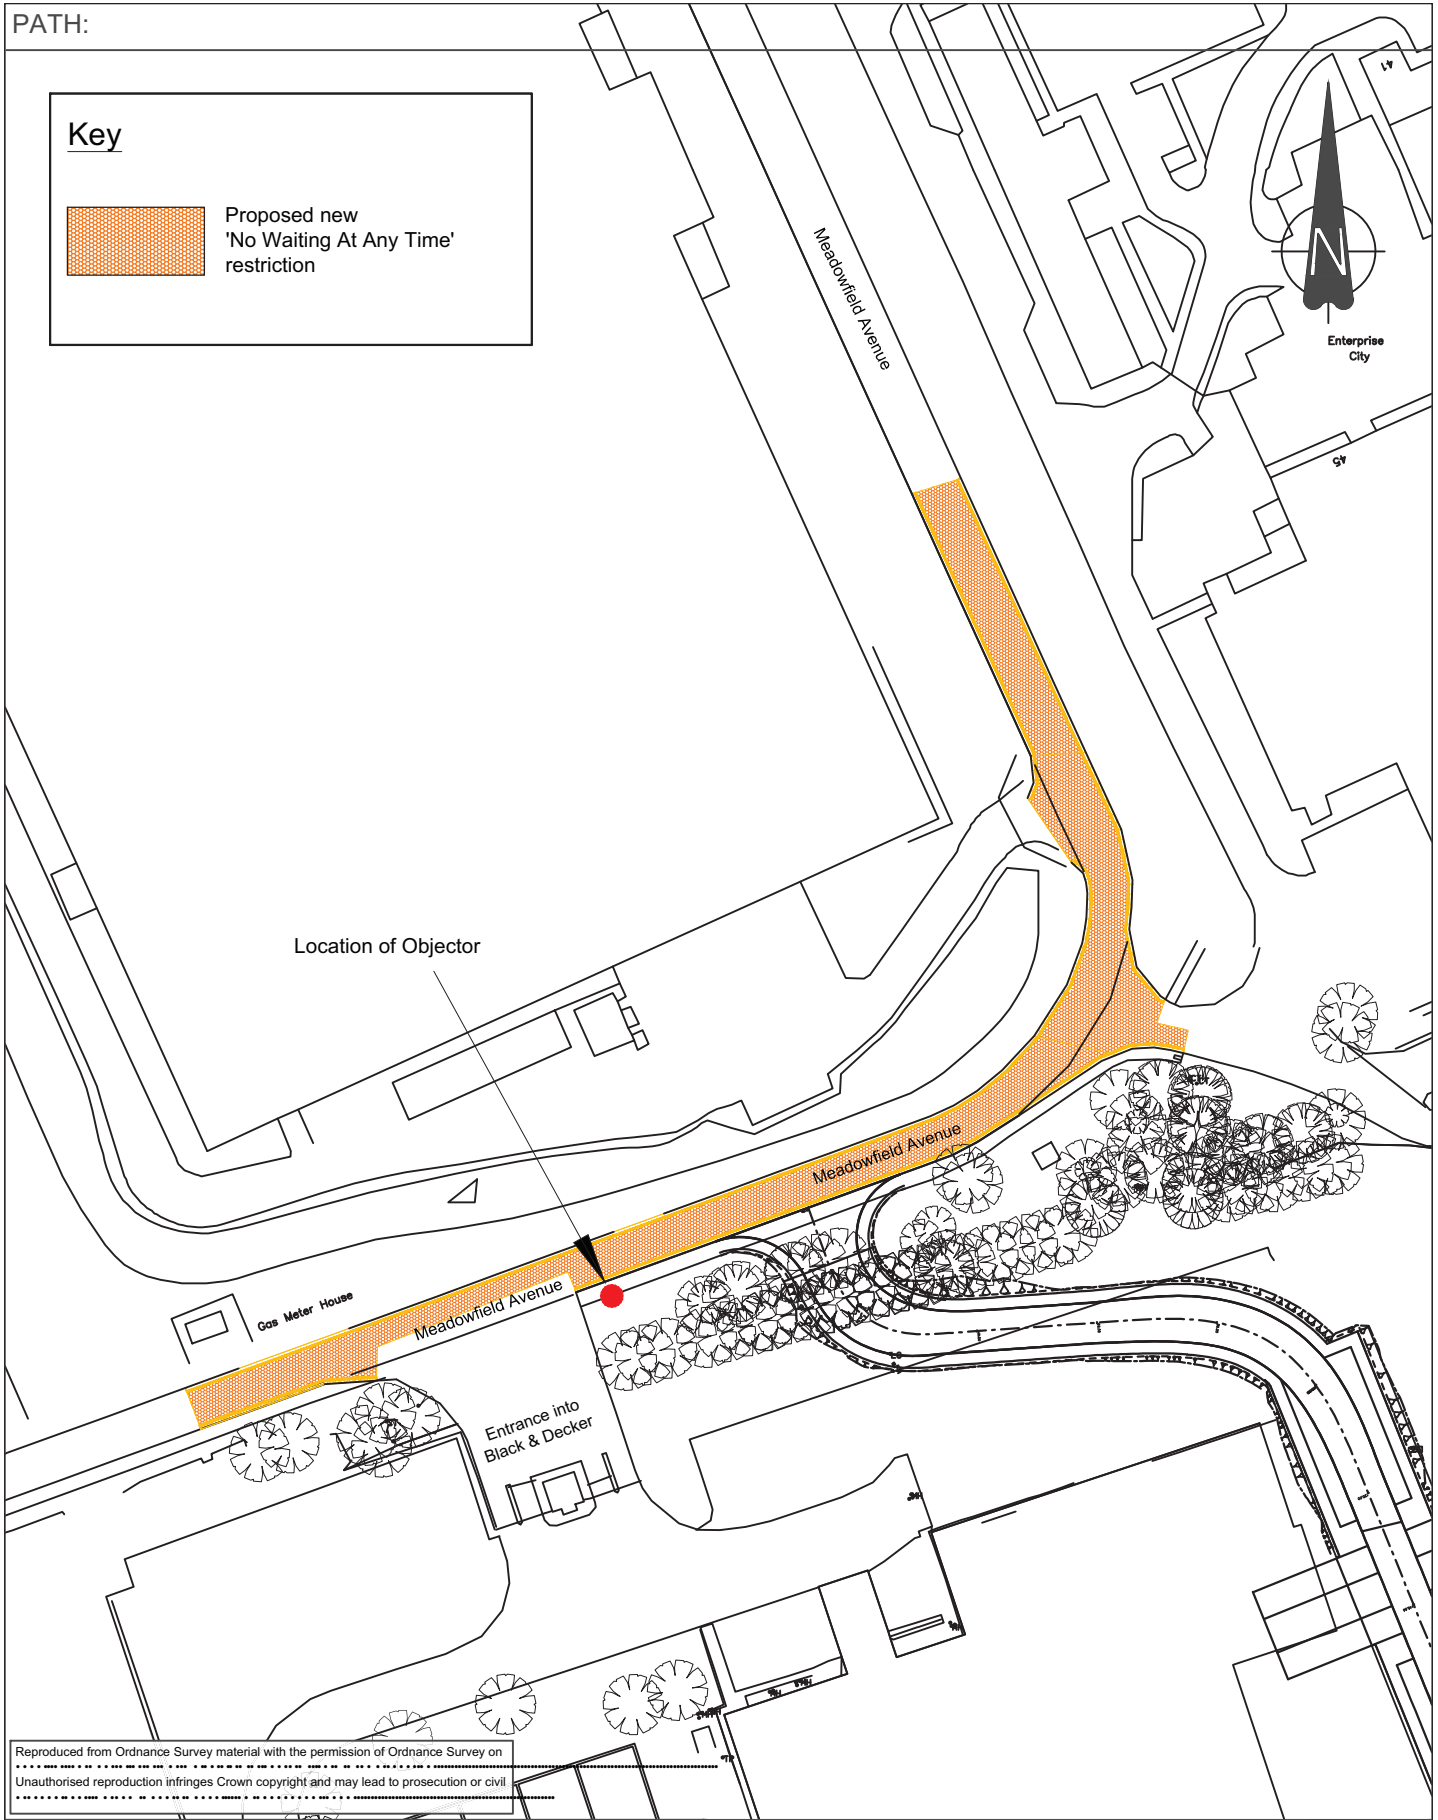 PATH:
Key
Proposed new
'No Waiting At Any Time'
restriction
N
Enterprise
City
41
45
Meadowfield Avenue
Location of Objector
Meadowfield Avenue
Meadowfield Avenue
Gas Meter House
Entrance into
Black & Decker
Reproduced from Ordnance Survey material with the permission of Ordnance Survey on
Unauthorised reproduction infringes Crown copyright and may lead to prosecution or civil